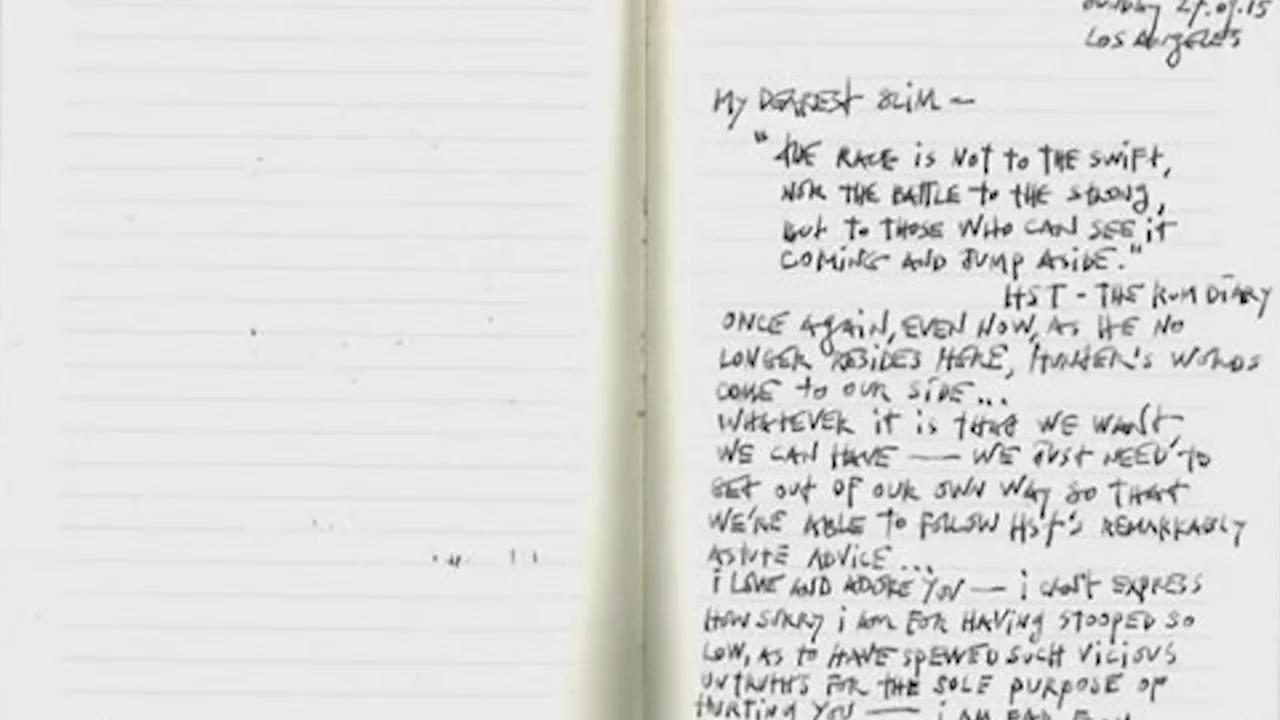 27.09.15
LOS ANGELES
MY DEAREST SLIM —
"THE RACE iS NOT TO THE SWiFt,
NOR THE BATTLE to tHE StRONg,
BUt to THOSE WHO CAN SEE it
COMiNG AND JUMp ASiDE."
HST - THE RUM DiARY
ONCE AgAiN, EVEN NOW, AS HE NO
LONGER RESiDES HERE, HUNtER'S WORDS
COME to OUR SiDE...
WHAtEVER it iS tHAt WE WANt,
WE CAN HAVE — WE JUSt NEED to
GEt OUt OF OUR OWN WAY SO THAt
WE'RE ABLE TO FOLLOW HST'S REMARKABLY
AStUtE ADViCE...
i LOVE AND ADORE YOU — i CAN'T EXPRESS
HOW SORRY i AM FOR HAViNg STOOPED SO
LOW, AS to HAVE SpEWED SUCH ViCiOUS
UNtRUtHS FOR tHE SOLE pURpOSE OF
HURTiNg YOU — i AM